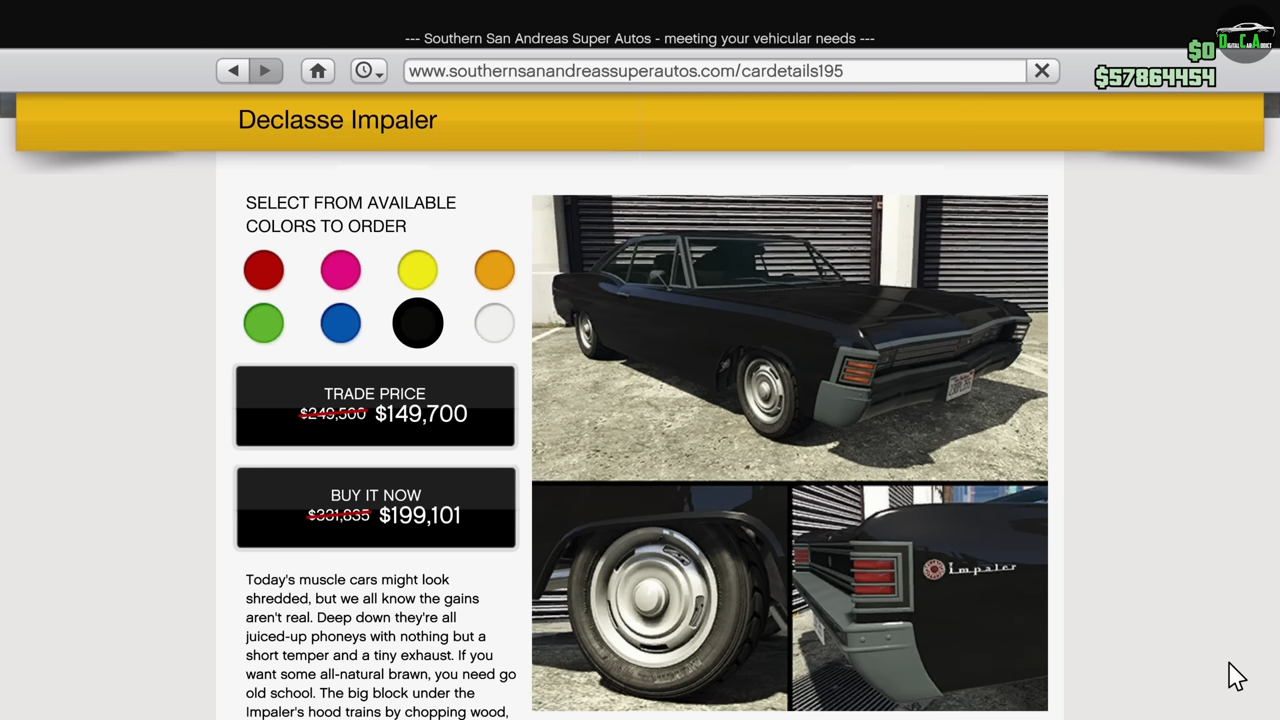 --- Southern San Andreas Super Autos - meeting your vehicular needs ---
$0
www.southernsanandreassuperautos.com/cardetails195
$57864454
Declasse Impaler
SELECT FROM AVAILABLE
COLORS TO ORDER
TRADE PRICE
$249,500 $149,700
BUY IT NOW
$331,835 $199,101
Today's muscle cars might look
shredded, but we all know the gains
aren't real. Deep down they're all
juiced-up phoneys with nothing but a
short temper and a tiny exhaust. If you
want some all-natural brawn, you need go
old school. The big block under the
Impaler's hood trains by chopping wood,
Impaler